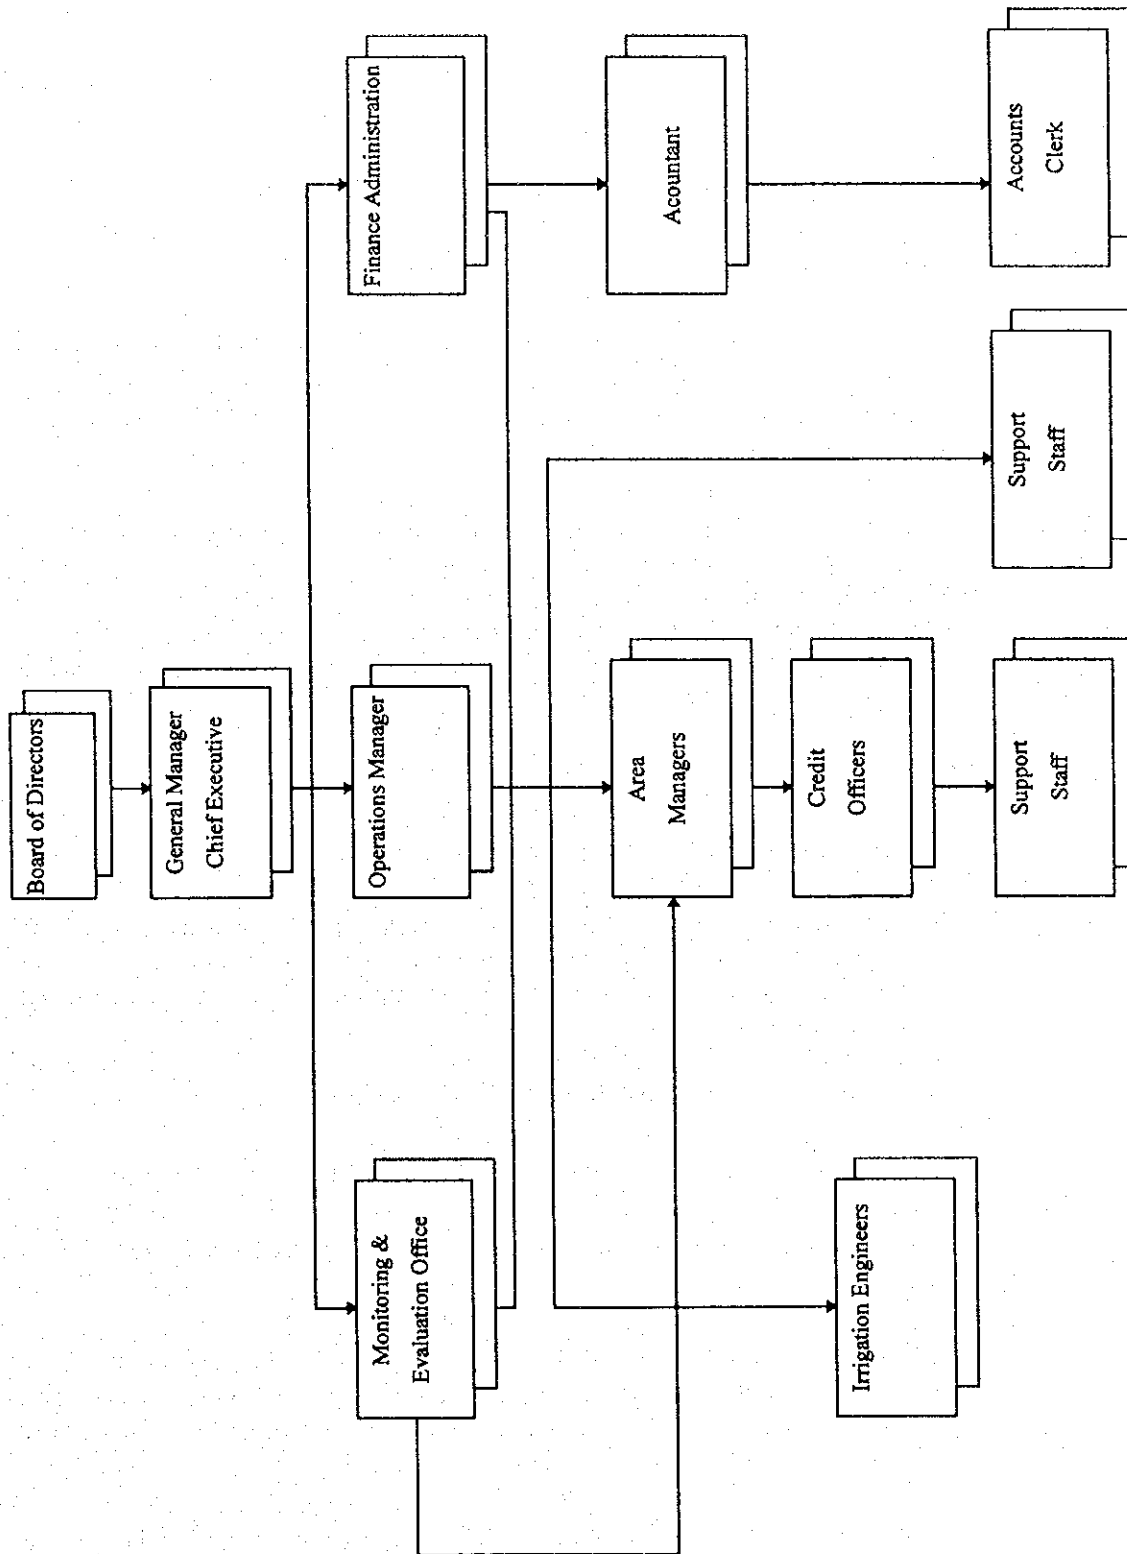 Board of Directors
General Manager
Chief Executive
Monitoring &
Evaluation Office
Operations Manager
Finance Administration
Area
Managers
Acountant
Irrigation Engineers
Credit
Officers
Support
Staff
Support
Staff
Accounts
Clerk